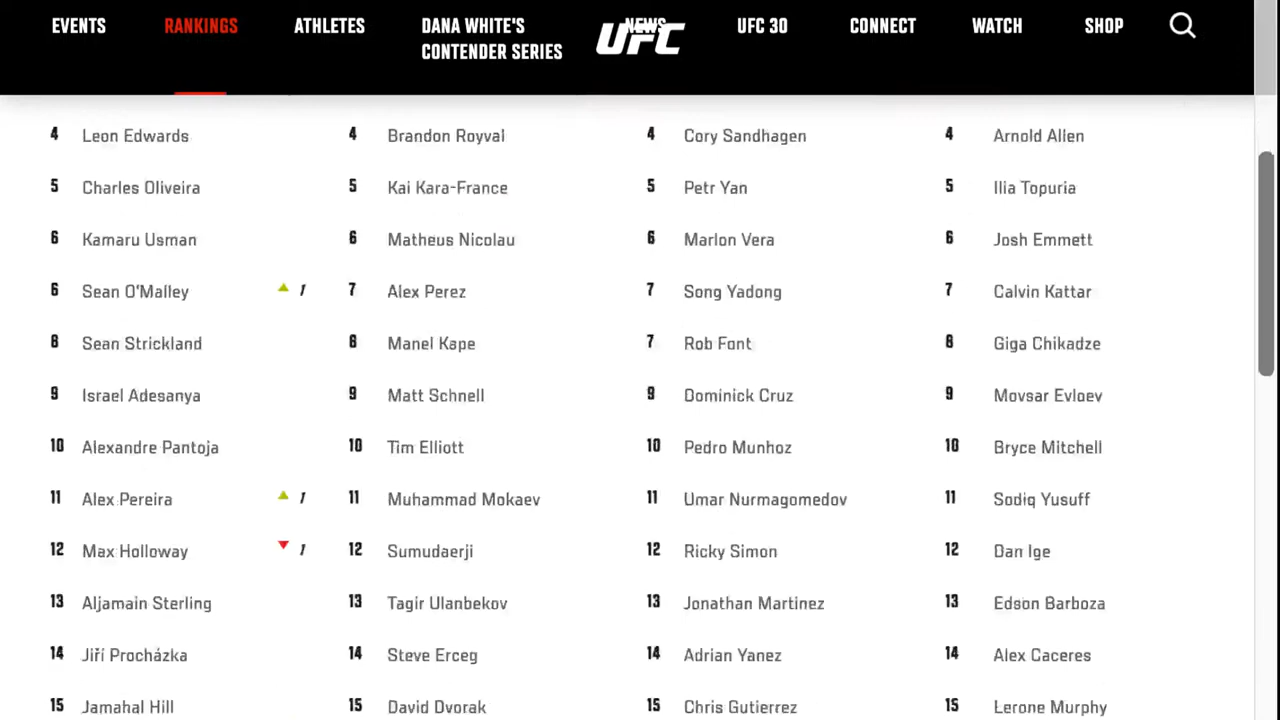 EVENTS RANKINGS ATHLETES DANA WHITE'S NEWS UFC 30 CONNECT WATCH SHOP
CONTENDER SERIES UFC
4 Leon Edwards 4 Brandon Royval 4 Cory Sandhagen 4 Arnold Allen
5 Charles Oliveira 5 Kai Kara-France 5 Petr Yan 5 Ilia Topuria
6 Kamaru Usman 6 Matheus Nicolau 6 Marlon Vera 6 Josh Emmett
6 Sean O'Malley 1 7 Alex Perez 7 Song Yadong 7 Calvin Kattar
8 Sean Strickland 8 Manel Kape 7 Rob Font 8 Giga Chikadze
9 Israel Adesanya 9 Matt Schnell 9 Dominick Cruz 9 Movsar Evloev
10 Alexandre Pantoja 10 Tim Elliott 10 Pedro Munhoz 10 Bryce Mitchell
11 Alex Pereira 1 11 Muhammad Mokaev 11 Umar Nurmagomedov 11 Sodiq Yusuff
12 Max Holloway 1 12 Sumudaerji 12 Ricky Simon 12 Dan Ige
13 Aljamain Sterling 13 Tagir Ulanbekov 13 Jonathan Martinez 13 Edson Barboza
14 Jiří Procházka 14 Steve Erceg 14 Adrian Yanez 14 Alex Caceres
15 Jamahal Hill 15 David Dvorak 15 Chris Gutierrez 15 Lerone Murphy